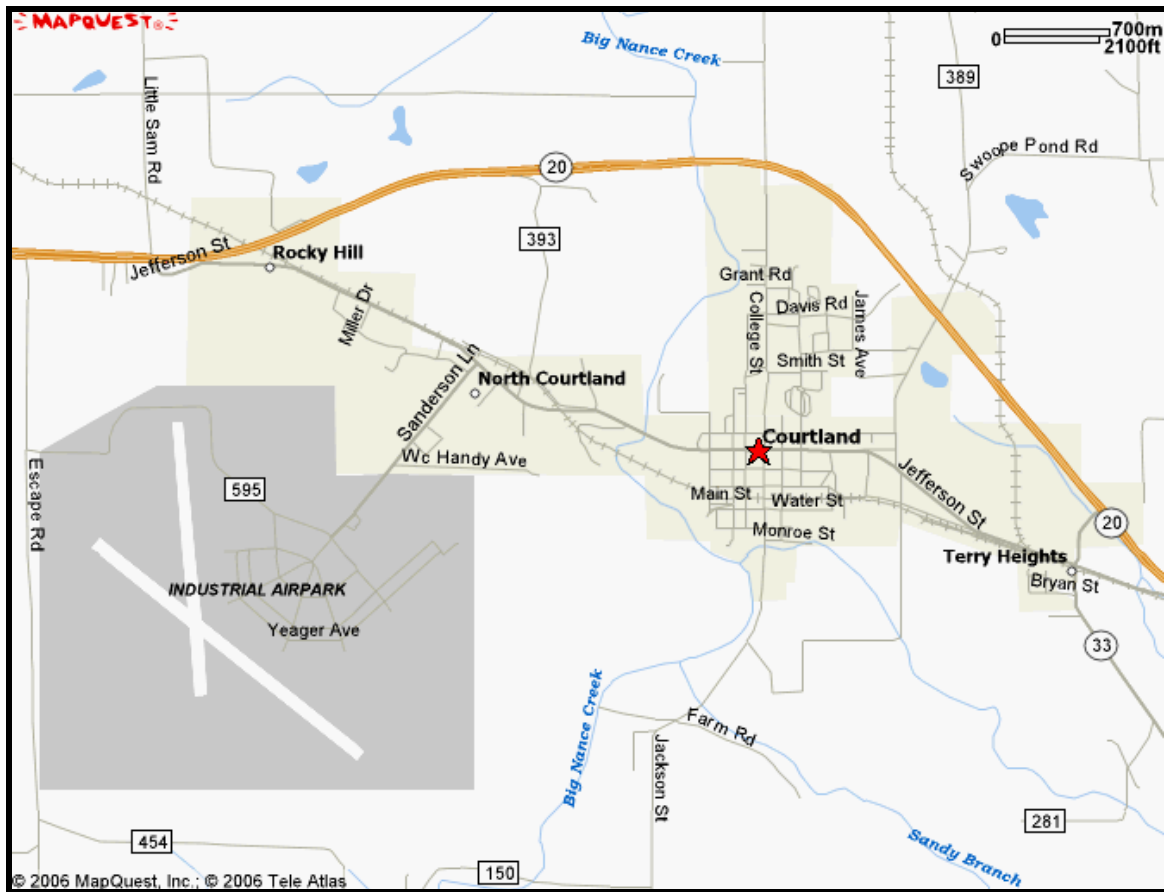 MAPQUEST
Big Nance Creek
0 700m
2100ft
389
Little Sam Rd
Swoope Pond Rd
20
393
Jefferson St
Rocky Hill
Grant Rd
College St
Davis Rd
James Ave
Miller Dr
Smith St
Sanderson Ln
North Courtland
Courtland
Wc Handy Ave
Escape Rd
595
Main St
Water St
Jefferson St
Monroe St
20
Terry Heights
Bryan St
INDUSTRIAL AIRPARK
Yeager Ave
33
Big Nance Creek
Farm Rd
Jackson St
281
454
Sandy Branch
150
© 2006 MapQuest, Inc.; © 2006 Tele Atlas